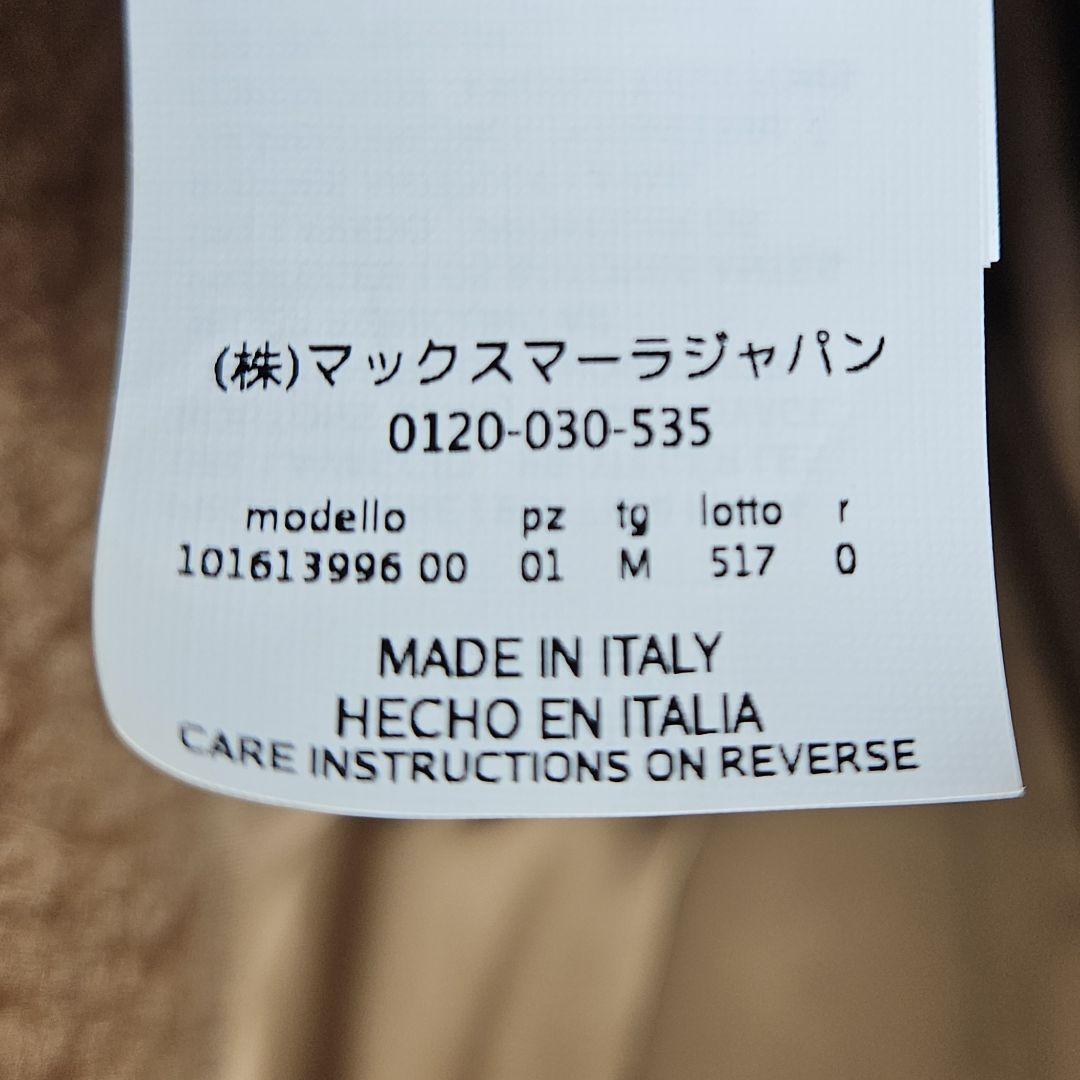 (株)マックスマーラジャパン
0120-030-535
modello pz tg lotto r
101613996 00 01 M 517 0
MADE IN ITALY
HECHO EN ITALIA
CARE INSTRUCTIONS ON REVERSE